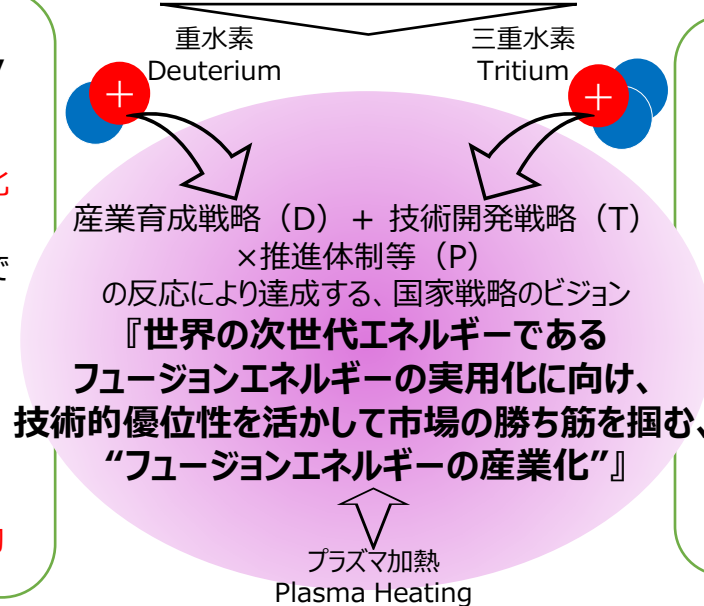 重水素
Deuterium
三重水素
Tritium
+
+
産業育成戦略（D）+ 技術開発戦略（T）
×推進体制等（P）
の反応により達成する、国家戦略のビジョン
『世界の次世代エネルギーである
フュージョンエネルギーの実用化に向け、
技術的優位性を活かして市場の勝ち筋を掴む、
“フュージョンエネルギーの産業化”』
プラズマ加熱
Plasma Heating
で